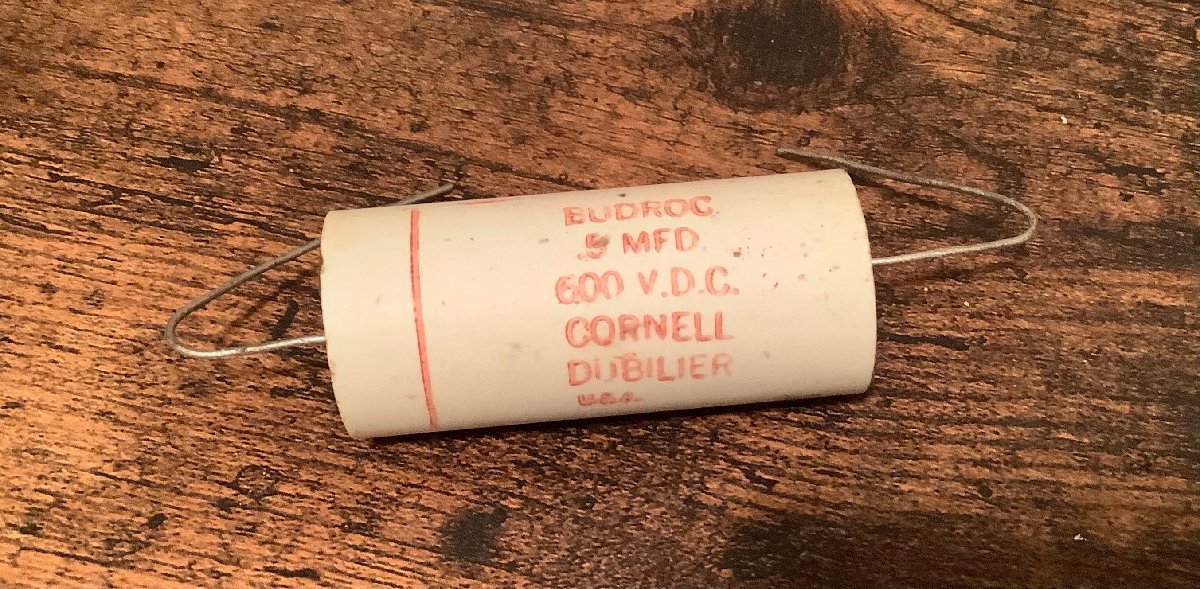 BUDROC
.5 MFD
600 V.D.C.
CORNELL
DUBILIER
U.S.A.